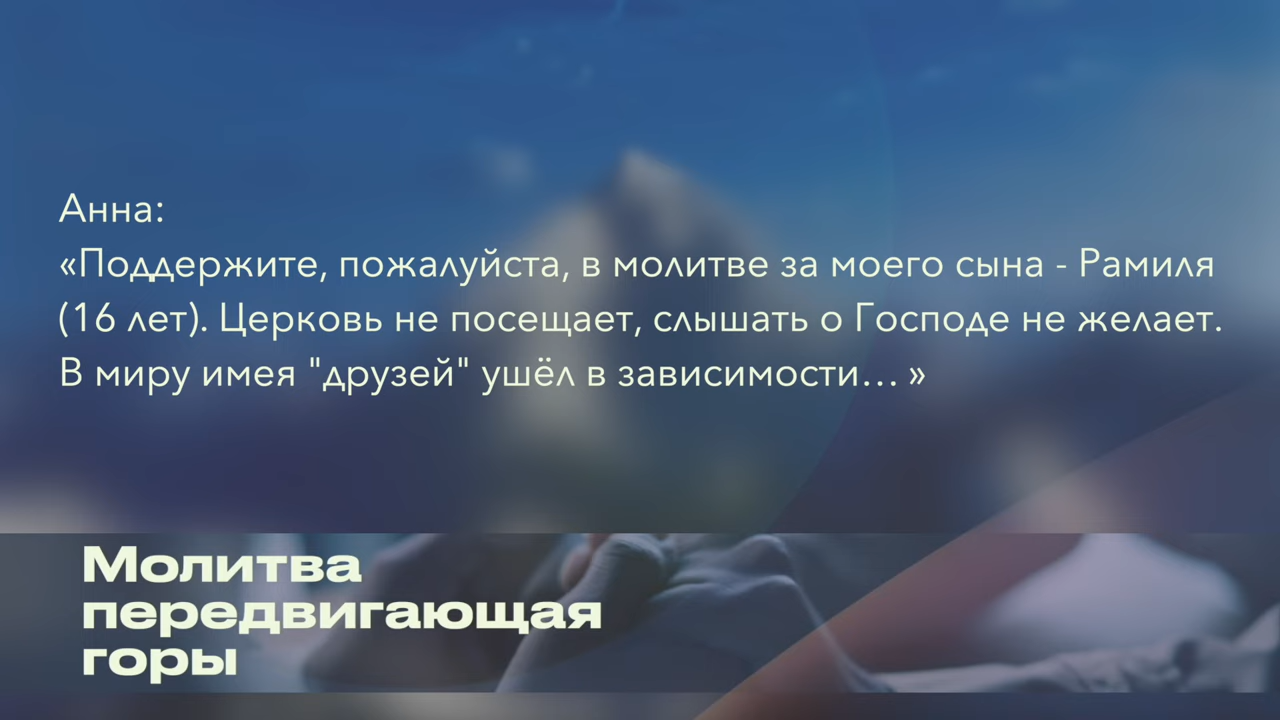 Анна:
«Поддержите, пожалуйста, в молитве за моего сына - Рамиля
(16 лет). Церковь не посещает, слышать о Господе не желает.
В миру имея "друзей" ушёл в зависимости... »
Молитва
передвигающая
горы